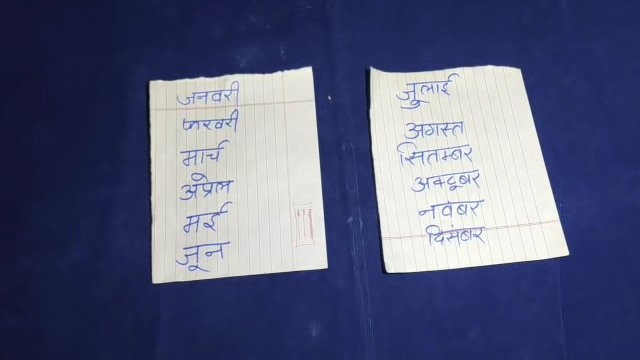 जनवरी
फरवरी
मार्च
अप्रैल
मई
जून
जुलाई
अगस्त
सितम्बर
अक्टूबर
नवंबर
दिसंबर